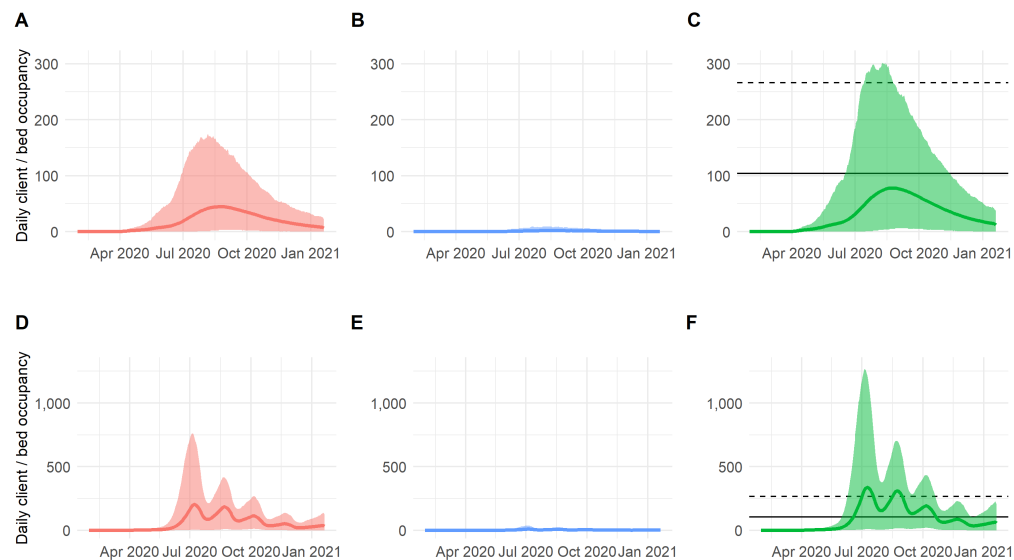 A B C
Daily client / bed occupancy
300 300 300
200 200 200
100 100 100
0 0 0
Apr 2020 Jul 2020 Oct 2020 Jan 2021 Apr 2020 Jul 2020 Oct 2020 Jan 2021 Apr 2020 Jul 2020 Oct 2020 Jan 2021
D E F
Daily client / bed occupancy
1,000 1,000 1,000
500 500 500
0 0 0
Apr 2020 Jul 2020 Oct 2020 Jan 2021 Apr 2020 Jul 2020 Oct 2020 Jan 2021 Apr 2020 Jul 2020 Oct 2020 Jan 2021